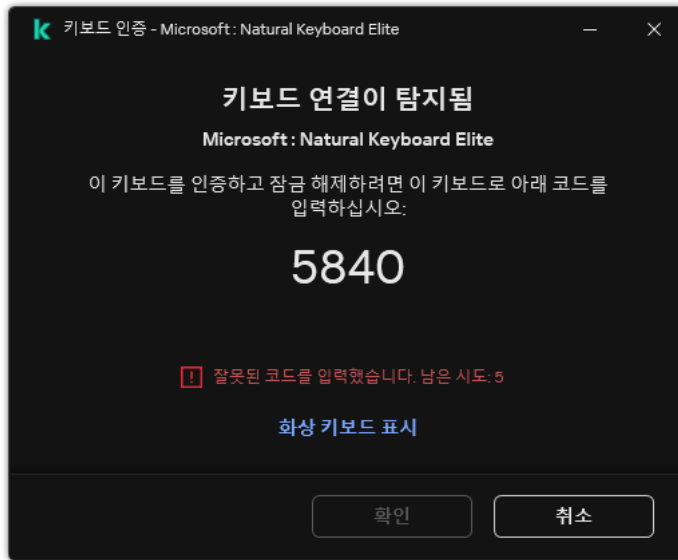 키보드 인증 - Microsoft : Natural Keyboard Elite
키보드 연결이 탐지됨
Microsoft : Natural Keyboard Elite
이 키보드를 인증하고 잠금 해제하려면 이 키보드로 아래 코드를
입력하십시오:
5840
잘못된 코드를 입력했습니다. 남은 시도: 5
화상 키보드 표시
확인
취소